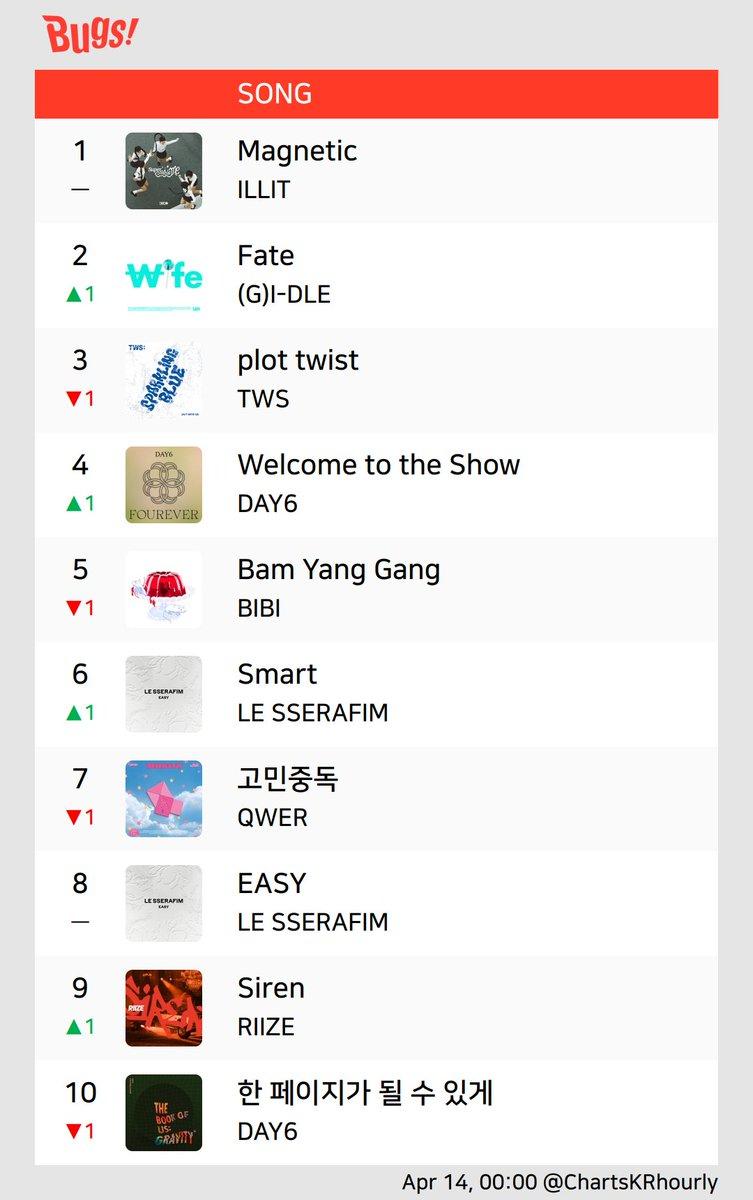 Bugs!
SONG
1
Magnetic
—
ILLIT
2
Wife
Fate
▲1
(G)I-DLE
3
TWS:
SPARKLING
BLUE
plot twist
▼1
TWS
4
DAY6
FOUREVER
Welcome to the Show
▲1
DAY6
5
Bam Yang Gang
▼1
BIBI
6
LE SSERAFIM
EASY
Smart
▲1
LE SSERAFIM
7
고민중독
▼1
QWER
8
LE SSERAFIM
EASY
EASY
—
LE SSERAFIM
9
RIIZE
Siren
▲1
RIIZE
10
THE
BOOK OF
US:
GRAVITY
한 페이지가 될 수 있게
▼1
DAY6
Apr 14, 00:00 @ChartsKRhourly